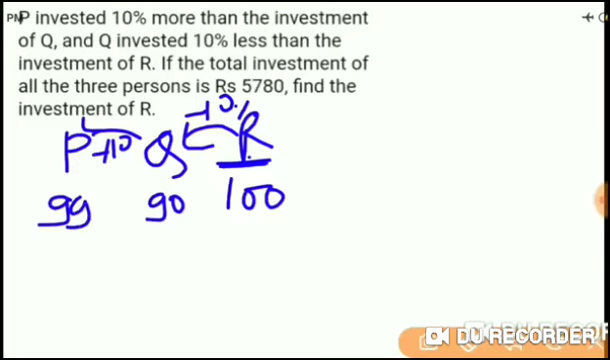 PM
P invested 10% more than the investment
of Q, and Q invested 10% less than the
investment of R. If the total investment of
all the three persons is Rs 5780, find the
investment of R.
-10%
P +10 Q R
99 90 100
DU RECORDER